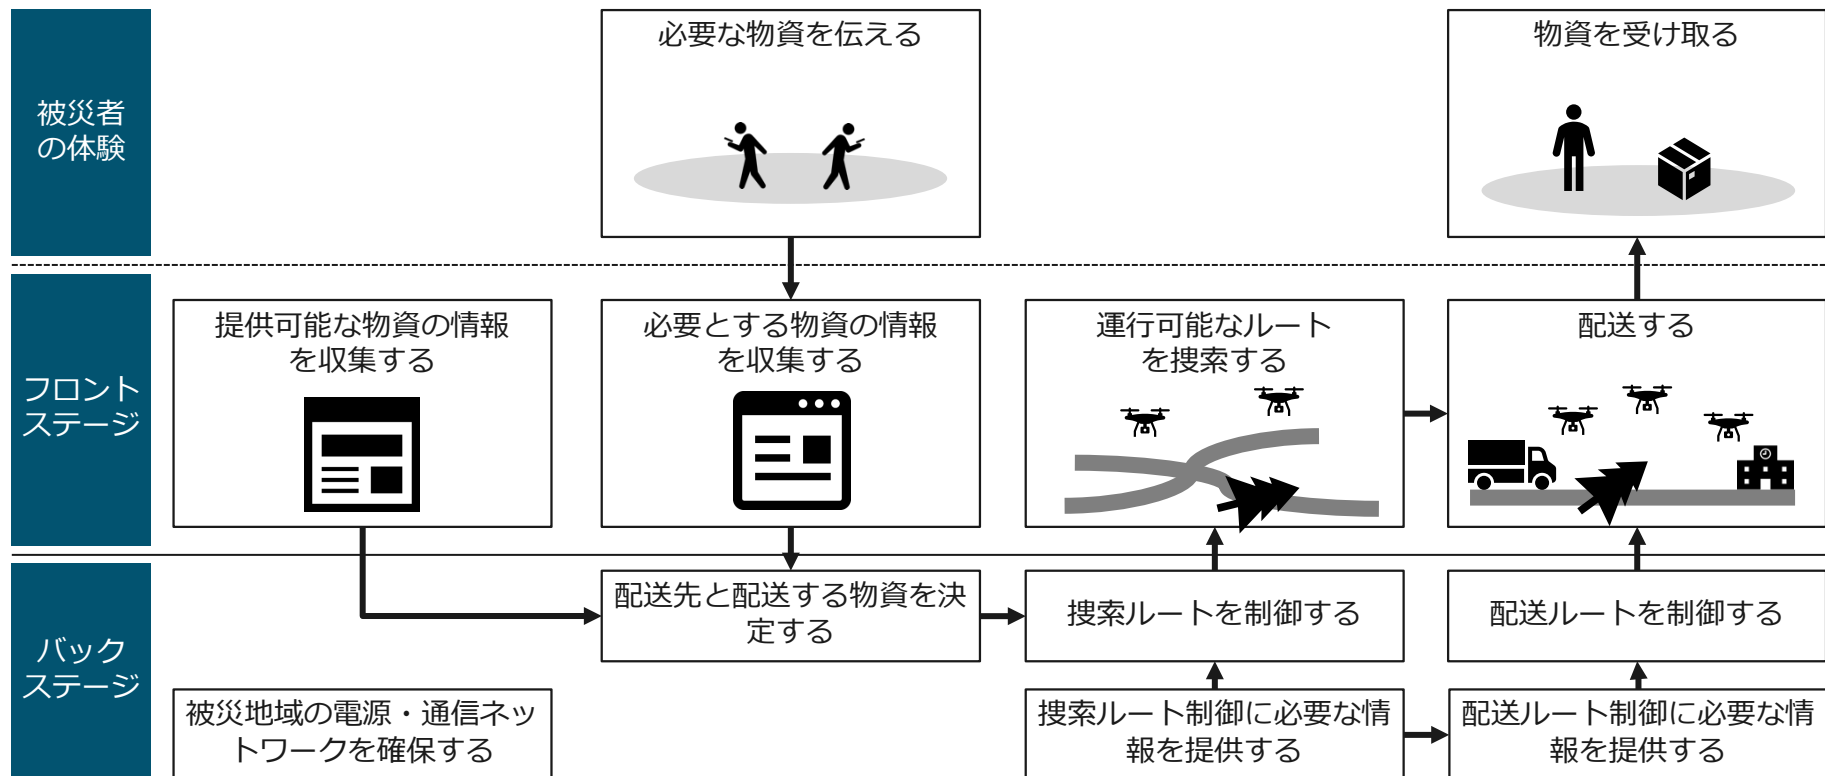 被災者
の体験
必要な物資を伝える
物資を受け取る
フロント
ステージ
提供可能な物資の情報
を収集する
必要とする物資の情報
を収集する
運行可能なルート
を捜索する
配送する
バック
ステージ
配送先と配送する物資を決
定する
捜索ルートを制御する
配送ルートを制御する
被災地域の電源・通信ネッ
トワークを確保する
捜索ルート制御に必要な情
報を提供する
配送ルート制御に必要な情
報を提供する